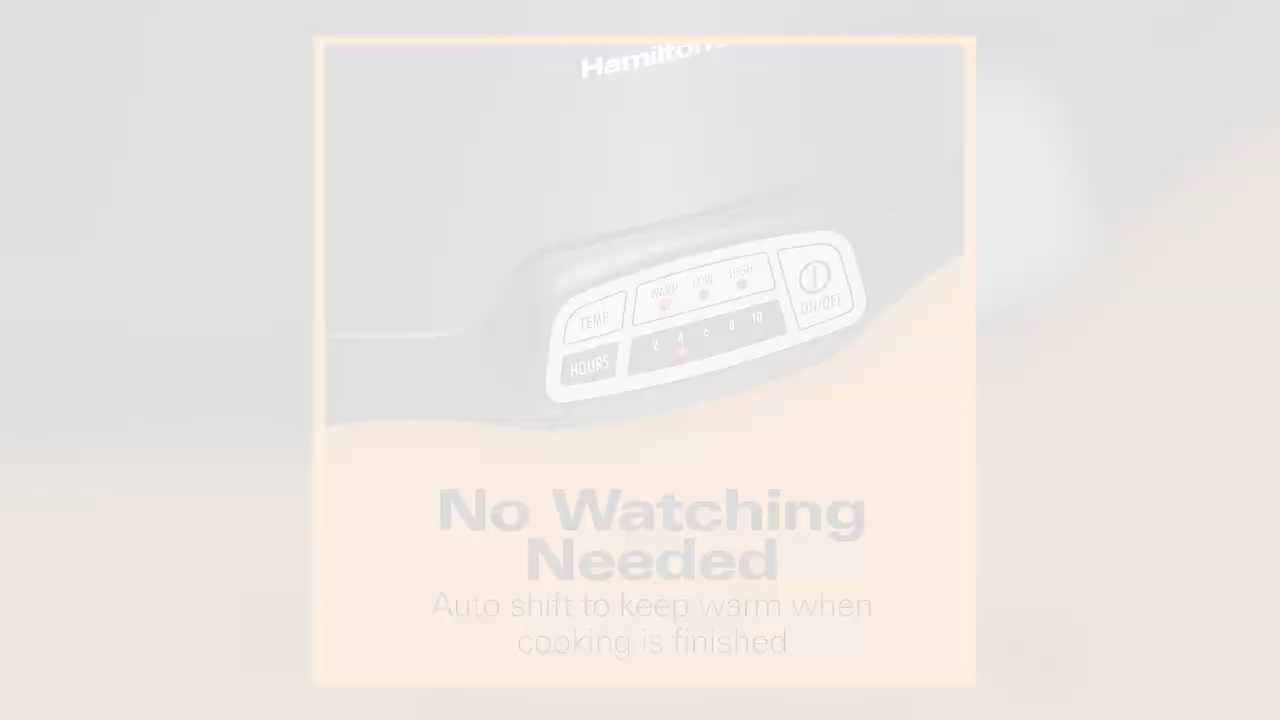 WARM LOW HIGH
TEMP
ON/OFF
2 4 6 8 10
HOURS
No Watching
Needed
Auto shift to keep warm when
cooking is finished